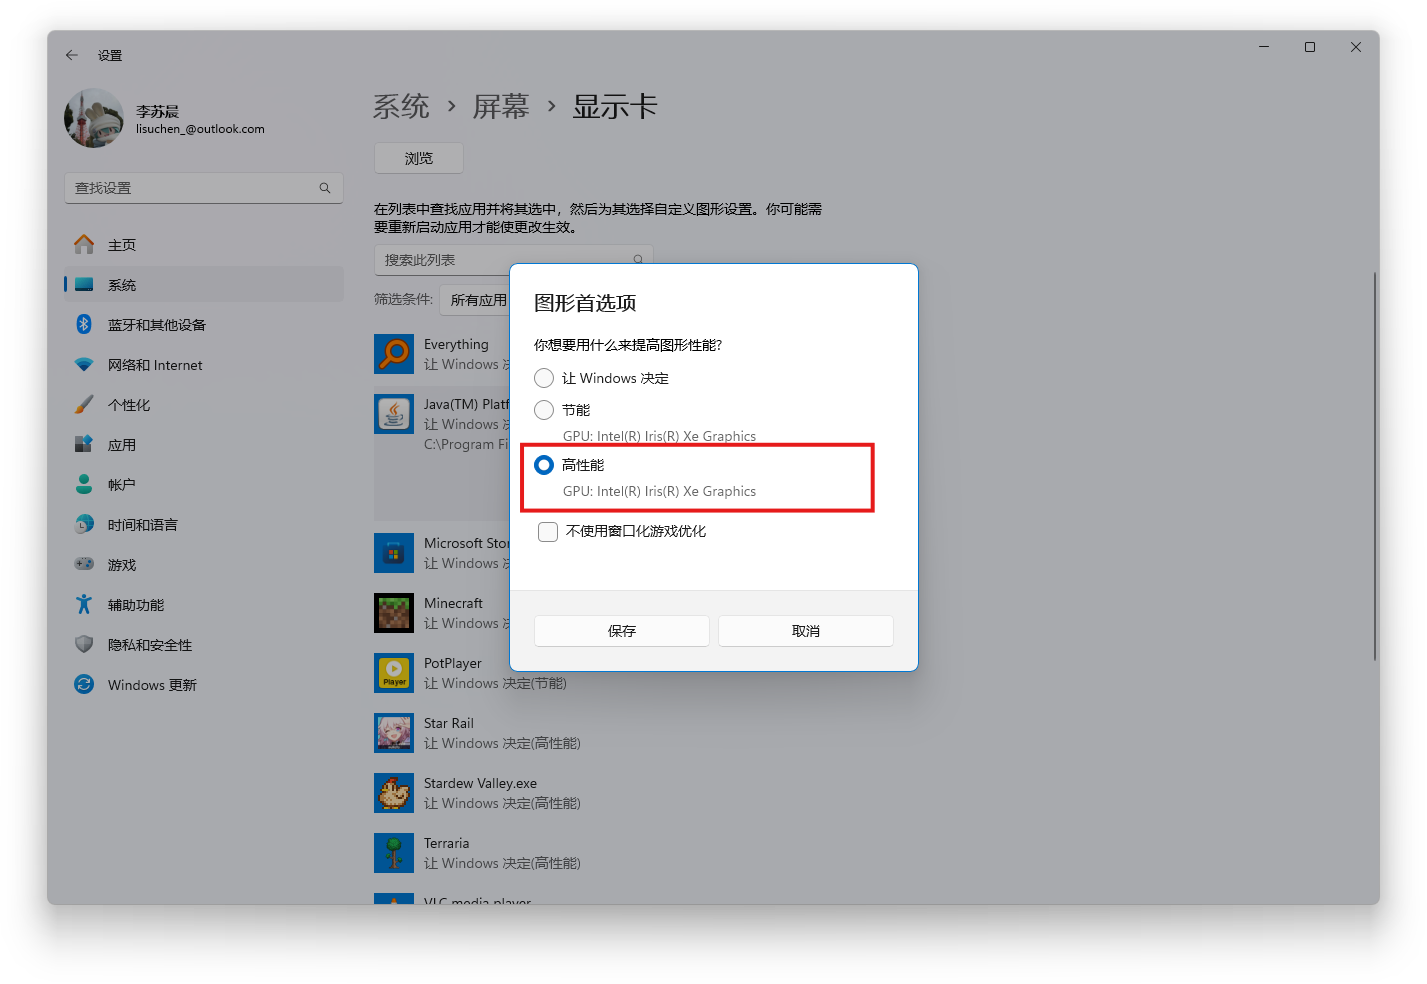 设置
李苏晨
lisuchen_@outlook.com
查找设置
主页
系统
蓝牙和其他设备
网络和 Internet
个性化
应用
帐户
时间和语言
游戏
辅助功能
隐私和安全性
Windows 更新
系统 › 屏幕 › 显示卡
浏览
在列表中查找应用并将其选中，然后为其选择自定义图形设置。你可能需
要重新启动应用才能使更改生效。
搜索此列表
筛选条件:
所有应用
Everything
让 Windows
Java(TM) Platf
让 Windows
C:\Program Fi
Microsoft Stor
让 Windows
Minecraft
让 Windows
PotPlayer
让 Windows 决定(节能)
Player
Star Rail
让 Windows 决定(高性能)
Stardew Valley.exe
让 Windows 决定(高性能)
Terraria
让 Windows 决定(高性能)
VLC media player
图形首选项
你想要用什么来提高图形性能?
让 Windows 决定
节能
GPU: Intel(R) Iris(R) Xe Graphics
高性能
GPU: Intel(R) Iris(R) Xe Graphics
不使用窗口化游戏优化
保存
取消